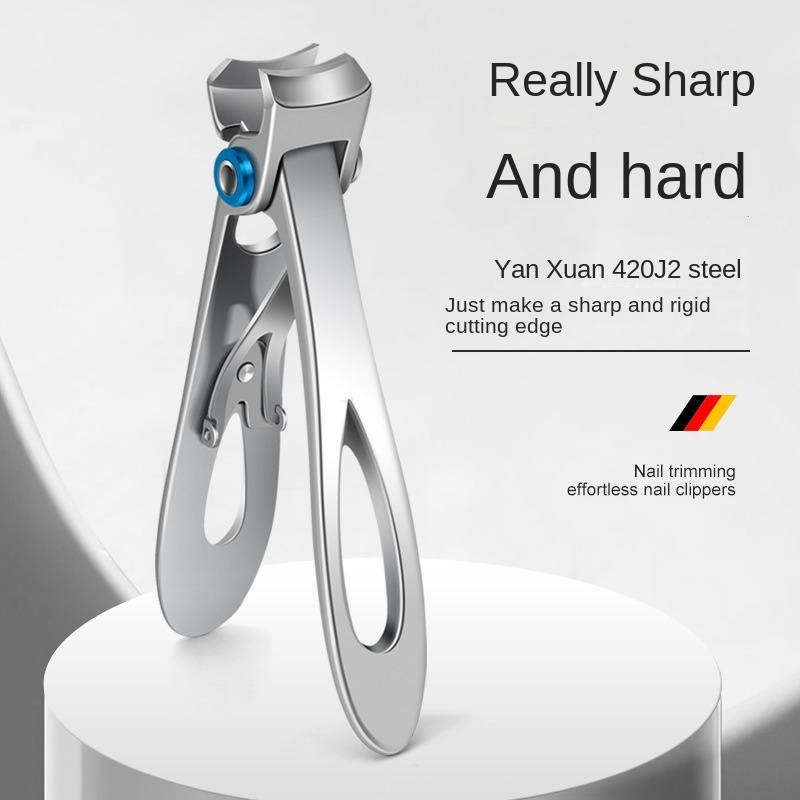 Really Sharp
And hard
Yan Xuan 420J2 steel
Just make a sharp and rigid
cutting edge
Nail trimming
effortless nail clippers